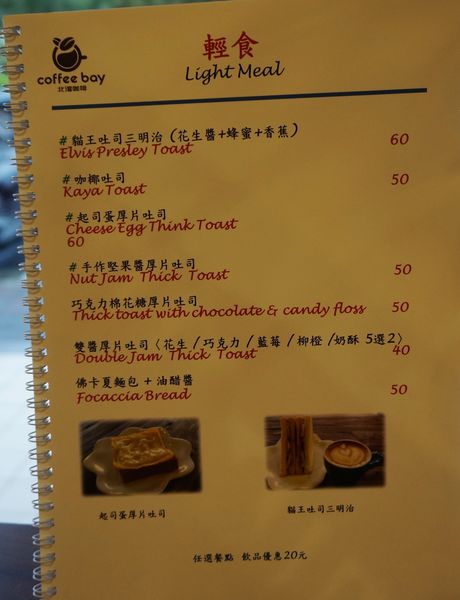 coffee bay
北灣咖啡
輕食
Light Meal
# 貓王吐司三明治 (花生醬+蜂蜜+香蕉) 60
Elvis Presley Toast
# 咖椰吐司 50
Kaya Toast
# 起司蛋厚片吐司
Cheese Egg Think Toast
60
# 手作堅果醬厚片吐司
Nut Jam Thick Toast 50
巧克力棉花糖厚片吐司
Thick toast with chocolate & candy floss 50
雙醬厚片吐司〈花生 / 巧克力 / 藍莓 / 柳橙 /奶酥 5選2〉
Double Jam Thick Toast 40
佛卡夏麵包 + 油醋醬
Focaccia Bread 50
起司蛋厚片吐司
貓王吐司三明治
任選餐點 飲品優惠20元